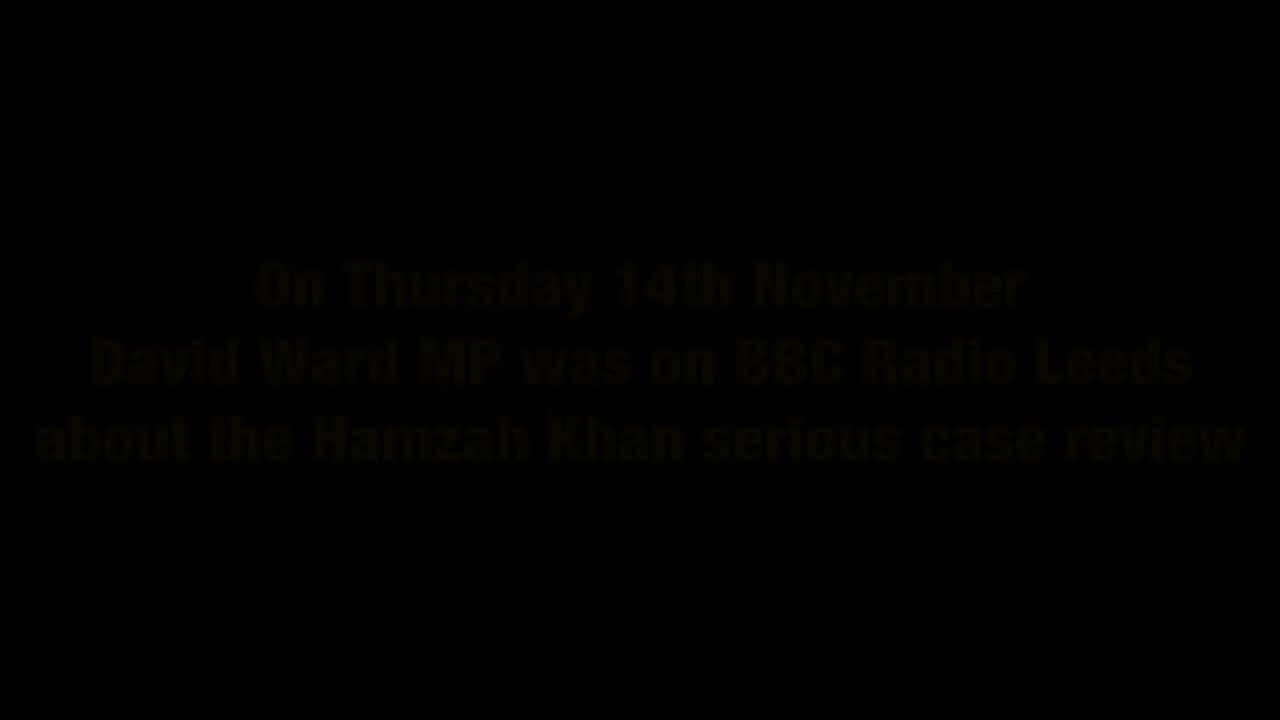 On Thursday 14th November
David Ward MP was on BBC Radio Leeds
about the Hamzah Khan serious case review